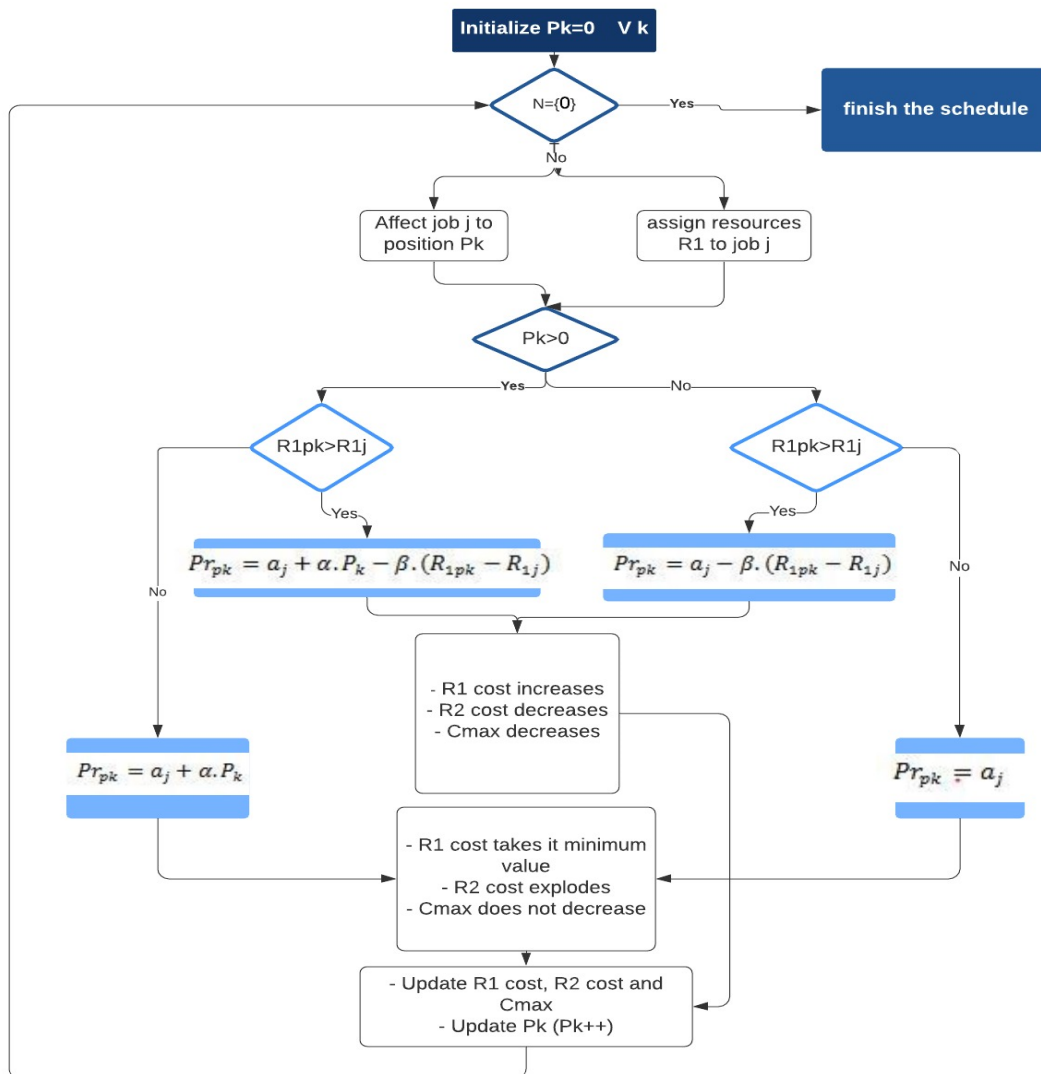 Initialize Pk=0 V k
N={0}
Yes
finish the schedule
No
Affect job j to
position Pk
assign resources
R1 to job j
Pk>0
Yes
No
R1pk>R1j
R1pk>R1j
Yes
Yes
Pr_pk = a_j + α.P_k − β.(R_1pk − R_1j)
Pr_pk = a_j − β.(R_1pk − R_1j)
No
No
- R1 cost increases
- R2 cost decreases
- Cmax decreases
Pr_pk = a_j + α.P_k
Pr_pk = a_j
- R1 cost takes it minimum
value
- R2 cost explodes
- Cmax does not decrease
- Update R1 cost, R2 cost and
Cmax
- Update Pk (Pk++)